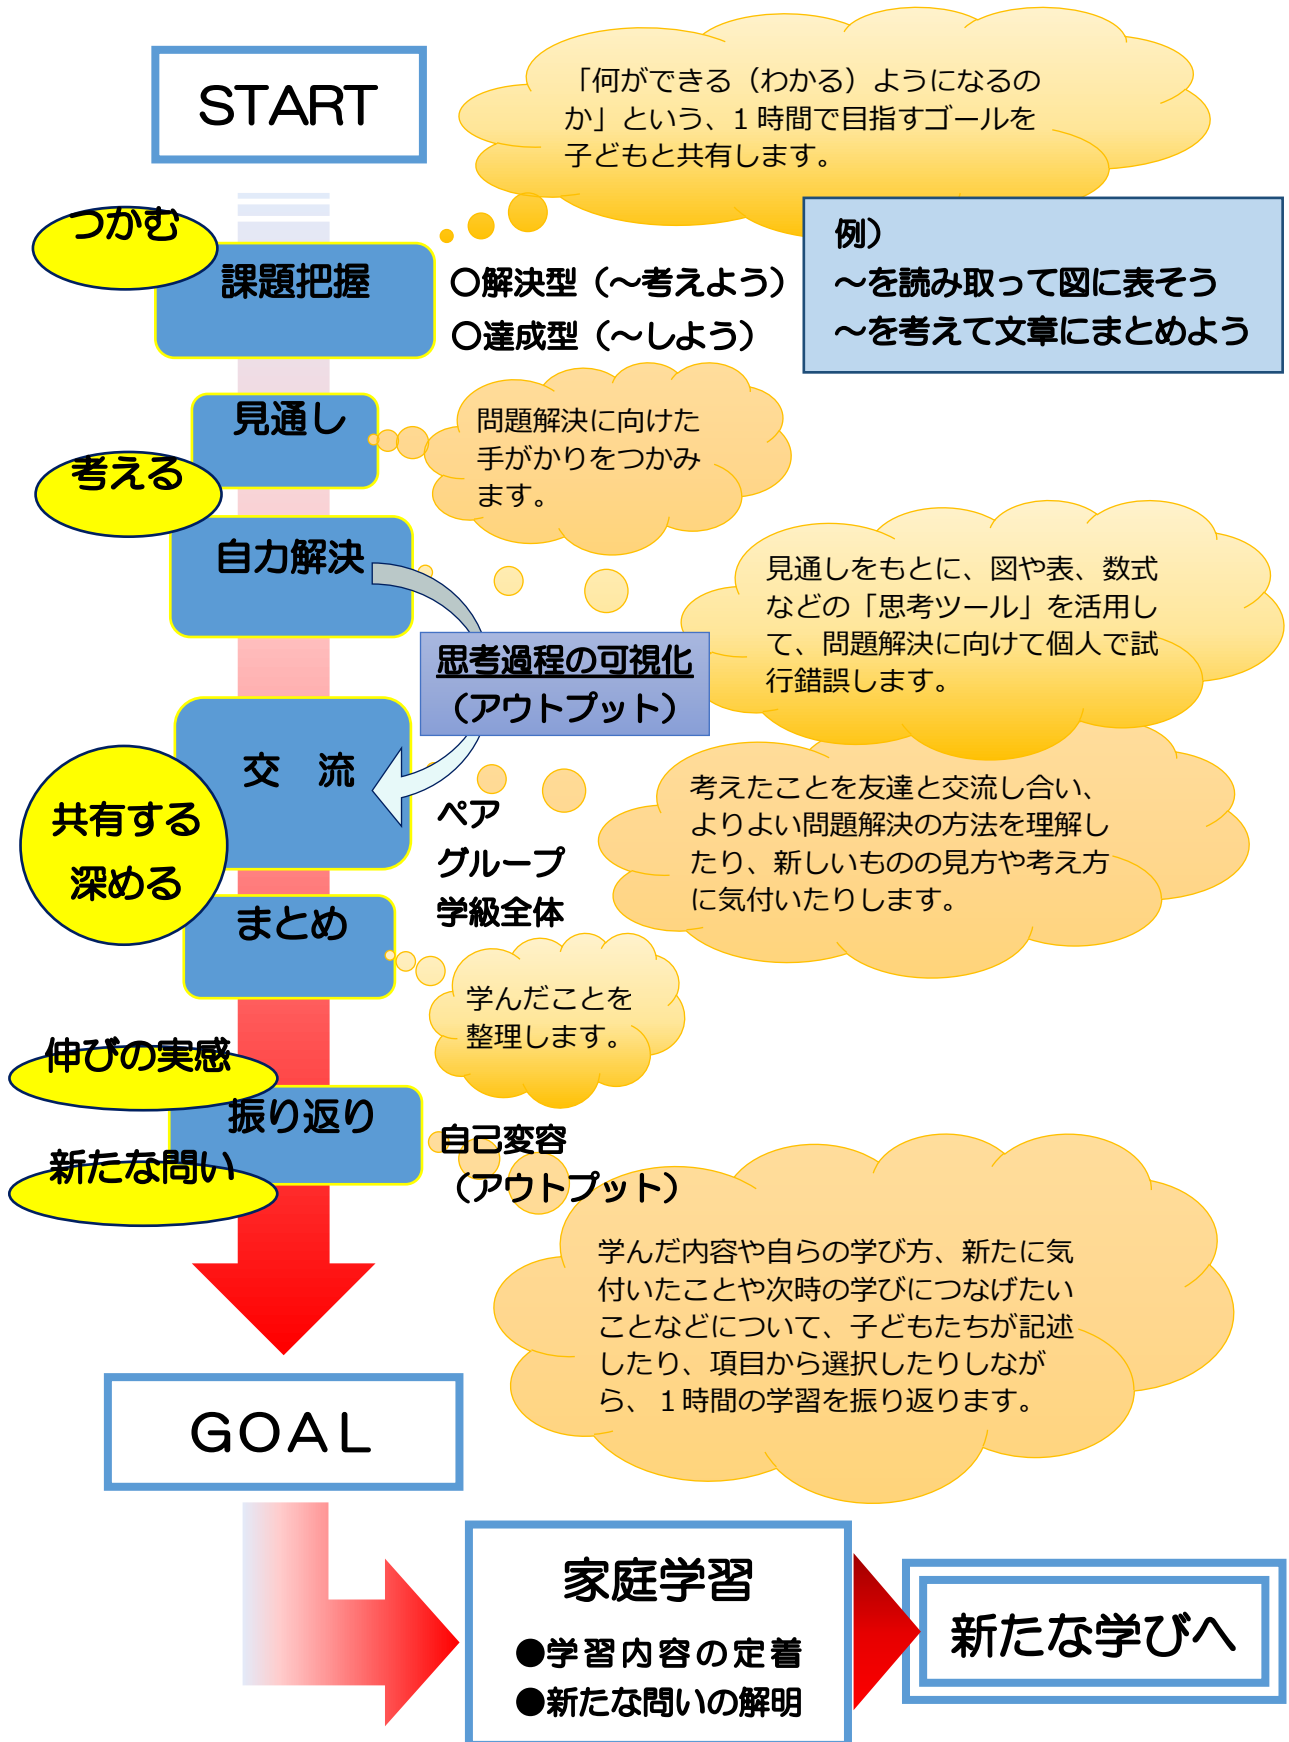 START
「何ができる（わかる）ようになるの
か」という、1 時間で目指すゴールを
子どもと共有します。
つかむ
課題把握
〇解決型（～考えよう）
〇達成型（～しよう）
例）
～を読み取って図に表そう
～を考えて文章にまとめよう
見通し
問題解決に向けた
手がかりをつかみ
ます。
考える
自力解決
見通しをもとに、図や表、数式
などの「思考ツール」を活用し
て、問題解決に向けて個人で試
行錯誤します。
思考過程の可視化
（アウトプット）
交　流
ペア
グループ
学級全体
考えたことを友達と交流し合い、
よりよい問題解決の方法を理解し
たり、新しいものの見方や考え方
に気付いたりします。
共有する
深める
まとめ
学んだことを
整理します。
伸びの実感
振り返り
新たな問い
自己変容
（アウトプット）
学んだ内容や自らの学び方、新たに気
付いたことや次時の学びにつなげたい
ことなどについて、子どもたちが記述
したり、項目から選択したりしなが
ら、１時間の学習を振り返ります。
ＧＯＡＬ
家庭学習
●学習内容の定着
●新たな問いの解明
新たな学びへ